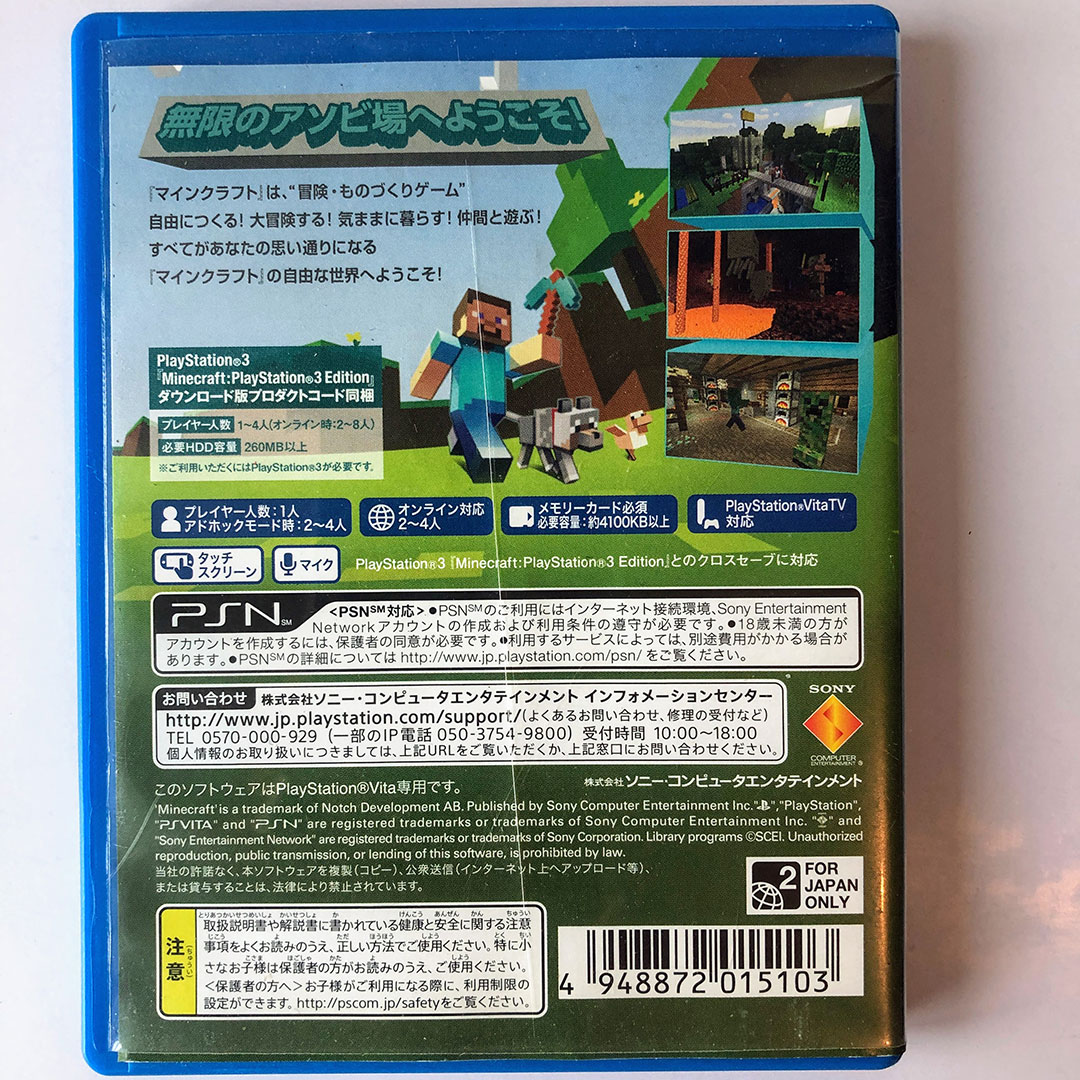 無限のアソビ場へようこそ!
『マインクラフト』は、“冒険・ものづくりゲーム”
自由につくる! 大冒険する! 気ままに暮らす! 仲間と遊ぶ!
すべてがあなたの思い通りになる
『マインクラフト』の自由な世界へようこそ!
PlayStation®3
『Minecraft: PlayStation®3 Edition』
ダウンロード版プロダクトコード同梱
プレイヤー人数 1~4人(オンライン時:2~8人)
必要HDD容量 260MB以上
※ご利用いただくにはPlayStation®3が必要です。
プレイヤー人数:1人
アドホックモード時:2~4人
オンライン対応
2~4人
メモリーカード必須
必要容量:約4100KB以上
PlayStation®Vita TV
対応
タッチ
スクリーン
マイク
PlayStation®3『Minecraft: PlayStation®3 Edition』とのクロスセーブに対応
PSN SM
<PSN℠対応>●PSN℠のご利用にはインターネット接続環境、Sony Entertainment
Networkアカウントの作成および利用条件の遵守が必要です。●18歳未満の方が
アカウントを作成するには、保護者の同意が必要です。●利用するサービスによっては、別途費用がかかる場合が
あります。●PSN℠の詳細については http://www.jp.playstation.com/psn/ をご覧ください。
お問い合わせ 株式会社ソニー・コンピュータエンタテインメント インフォメーションセンター
http://www.jp.playstation.com/support/(よくあるお問い合わせ、修理の受付など)
TEL 0570-000-929 (一部のIP電話 050-3754-9800) 受付時間 10:00~18:00
個人情報のお取り扱いにつきましては、上記URLをご覧いただくか、上記窓口にお問い合わせください。
SONY
COMPUTER
ENTERTAINMENT®
このソフトウェアはPlayStation®Vita専用です。
株式会社 ソニー・コンピュータエンタテインメント
'Minecraft' is a trademark of Notch Development AB. Published by Sony Computer Entertainment Inc. " ", "PlayStation",
"PSVITA" and "PSN" are registered trademarks or trademarks of Sony Computer Entertainment Inc. " " and
"Sony Entertainment Network" are registered trademarks or trademarks of Sony Corporation. Library programs ©SCEI. Unauthorized
reproduction, public transmission, or lending of this software, is prohibited by law.
当社の許諾なく、本ソフトウェアを複製(コピー)、公衆送信(インターネット上へアップロード等)、
または貸与することは、法律により禁止されています。
2 FOR
JAPAN
ONLY
注意(ちゅうい)
取扱説明書や解説書に書かれている健康と安全に関する注意
事項をよくお読みのうえ、正しい方法でご使用ください。特に小
さなお子様は保護者の方がお読みのうえ、ご使用ください。
<保護者の方へ>お子様がご利用になる際に、利用制限の
設定ができます。http://pscom.jp/safetyをご覧ください。
4 948872 015103